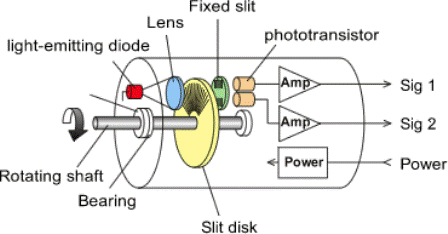 Fixed slit
Lens
phototransistor
light-emitting diode
Amp
Sig 1
Amp
Sig 2
Power
Power
Rotating shaft
Bearing
Slit disk